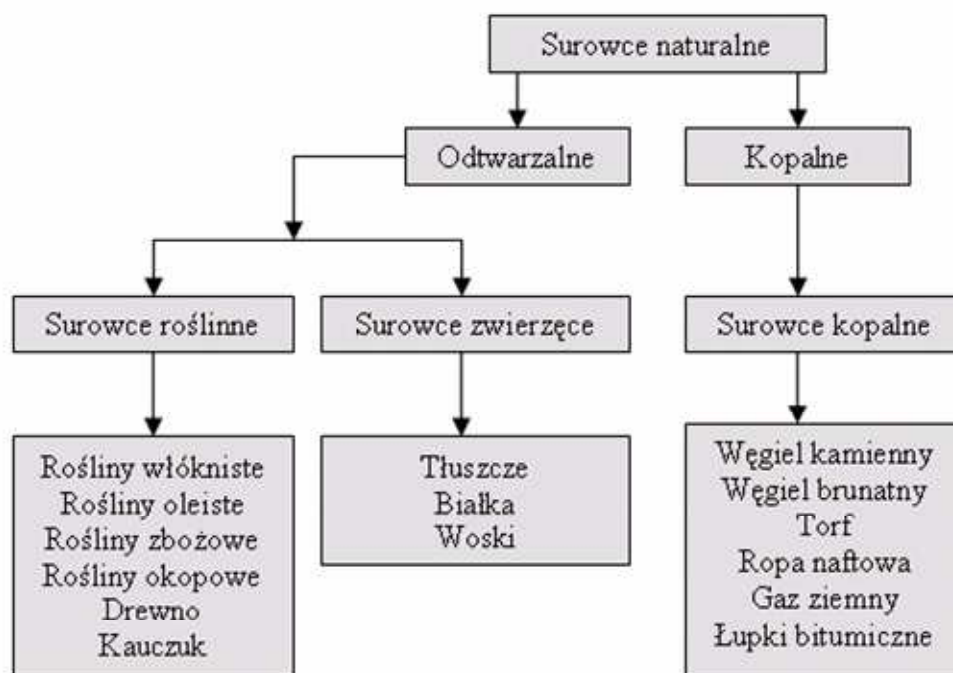 Surowce naturalne
Odtwarzalne
Kopalne
Surowce roślinne
Surowce zwierzęce
Surowce kopalne
Rośliny włókniste
Rośliny oleiste
Rośliny zbożowe
Rośliny okopowe
Drewno
Kauczuk
Tłuszcze
Białka
Woski
Węgiel kamienny
Węgiel brunatny
Torf
Ropa naftowa
Gaz ziemny
Łupki bitumiczne